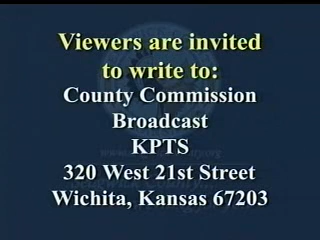 Viewers are invited
to write to:
County Commission
Broadcast
KPTS
320 West 21st Street
Wichita, Kansas 67203